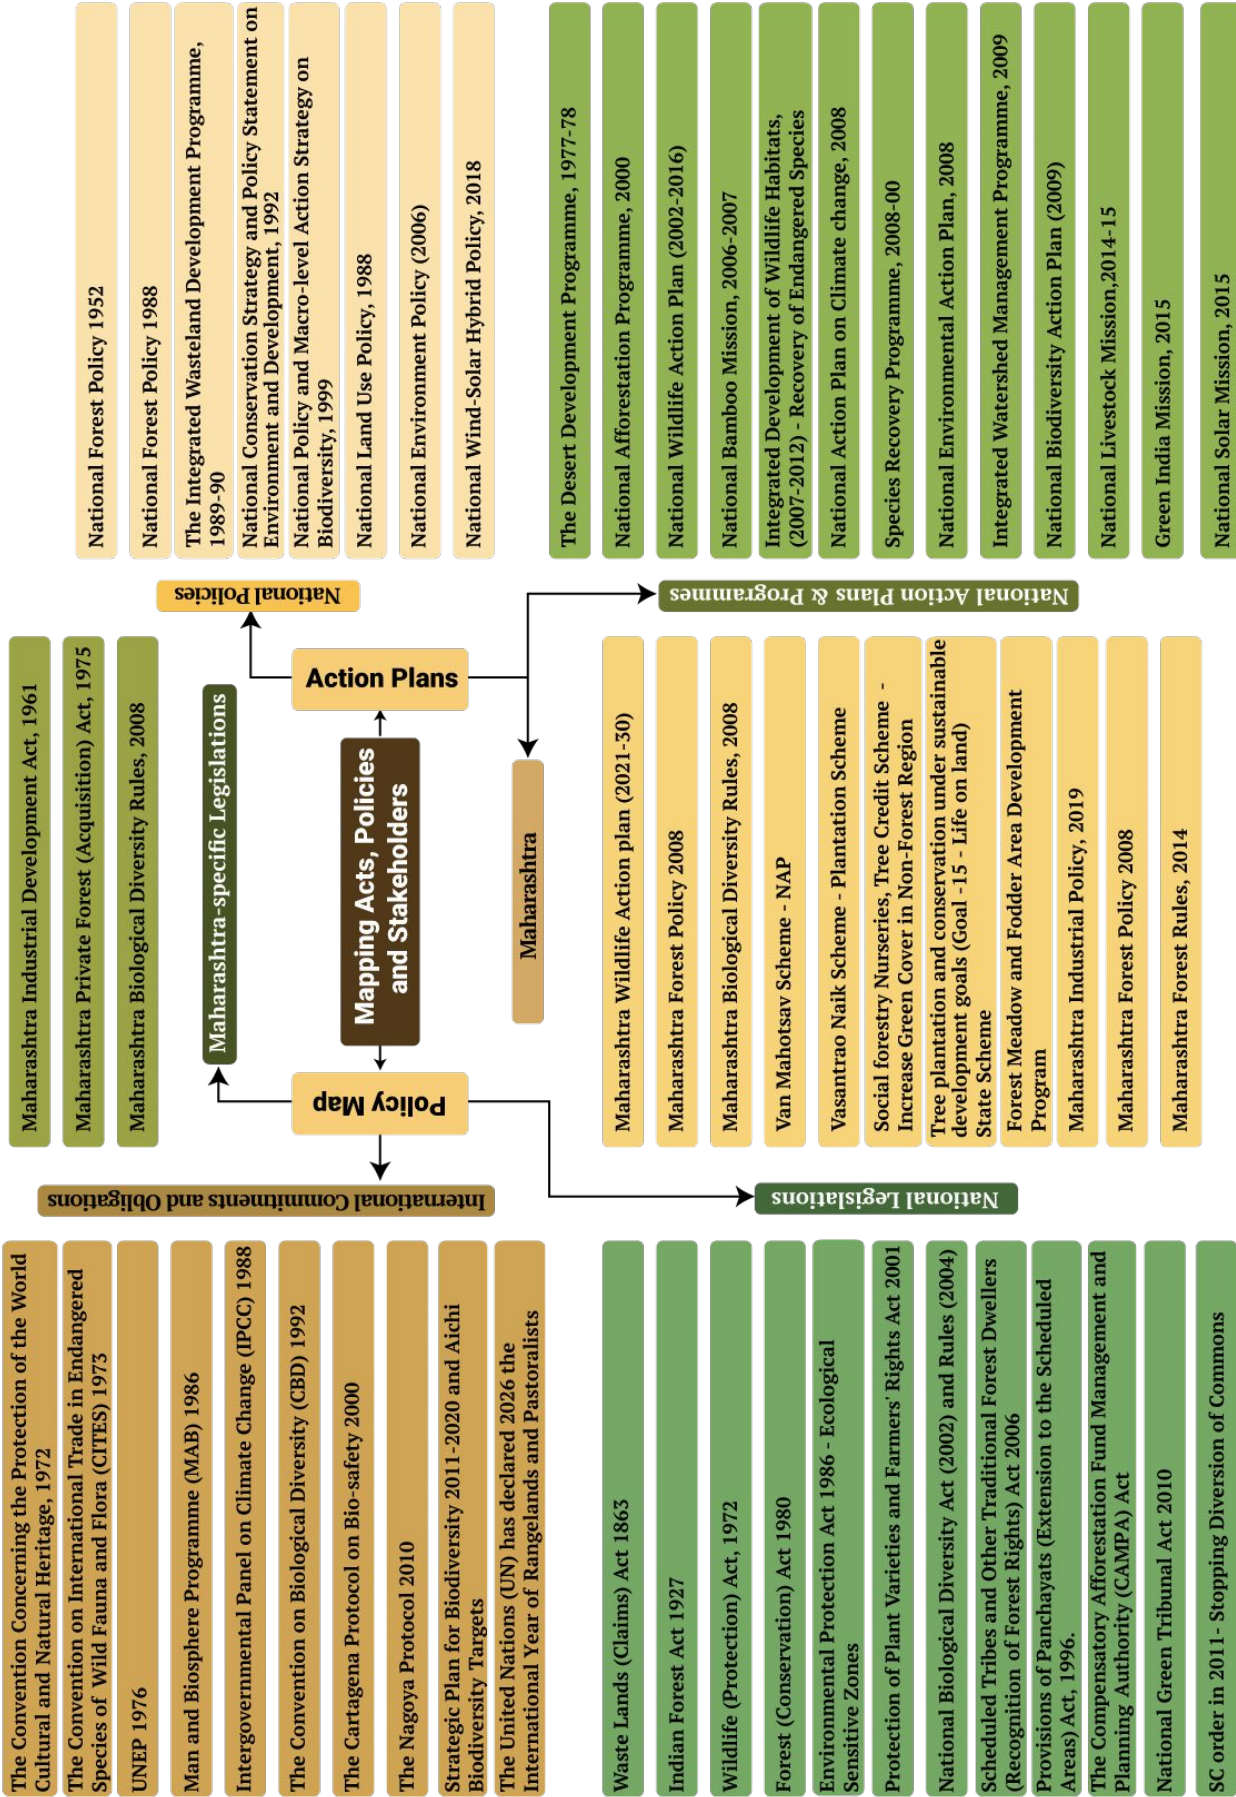 Mapping Acts, Policies
and Stakeholders
Policy Map
International Commitments and Obligations
The Convention Concerning the Protection of the World
Cultural and Natural Heritage, 1972
The Convention on International Trade in Endangered
Species of Wild Fauna and Flora (CITES) 1973
UNEP 1976
Man and Biosphere Programme (MAB) 1986
Intergovernmental Panel on Climate Change (IPCC) 1988
The Convention on Biological Diversity (CBD) 1992
The Cartagena Protocol on Bio-safety 2000
The Nagoya Protocol 2010
Strategic Plan for Biodiversity 2011-2020 and Aichi
Biodiversity Targets
The United Nations (UN) has declared 2026 the
International Year of Rangelands and Pastoralists
National Legislations
Waste Lands (Claims) Act 1863
Indian Forest Act 1927
Wildlife (Protection) Act, 1972
Forest (Conservation) Act 1980
Environmental Protection Act 1986 - Ecological
Sensitive Zones
Protection of Plant Varieties and Farmers' Rights Act 2001
National Biological Diversity Act (2002) and Rules (2004)
Scheduled Tribes and Other Traditional Forest Dwellers
(Recognition of Forest Rights) Act 2006
Provisions of Panchayats (Extension to the Scheduled
Areas) Act, 1996.
The Compensatory Afforestation Fund Management and
Planning Authority (CAMPA) Act
National Green Tribunal Act 2010
SC order in 2011- Stopping Diversion of Commons
Maharashtra-specific Legislations
Maharashtra Industrial Development Act, 1961
Maharashtra Private Forest (Acquisition) Act, 1975
Maharashtra Biological Diversity Rules, 2008
Action Plans
Maharashtra
Maharashtra Wildlife Action plan (2021-30)
Maharashtra Forest Policy 2008
Maharashtra Biological Diversity Rules, 2008
Van Mahotsav Scheme - NAP
Vasantrao Naik Scheme - Plantation Scheme
Social forestry Nurseries, Tree Credit Scheme -
Increase Green Cover in Non-Forest Region
Tree plantation and conservation under sustainable
development goals (Goal -15 - Life on land)
State Scheme
Forest Meadow and Fodder Area Development
Program
Maharashtra Industrial Policy, 2019
Maharashtra Forest Policy 2008
Maharashtra Forest Rules, 2014
National Policies
National Forest Policy 1952
National Forest Policy 1988
The Integrated Wasteland Development Programme,
1989-90
National Conservation Strategy and Policy Statement on
Environment and Development, 1992
National Policy and Macro-level Action Strategy on
Biodiversity, 1999
National Land Use Policy, 1988
National Environment Policy (2006)
National Wind-Solar Hybrid Policy, 2018
National Action Plans & Programmes
The Desert Development Programme, 1977-78
National Afforestation Programme, 2000
National Wildlife Action Plan (2002-2016)
National Bamboo Mission, 2006-2007
Integrated Development of Wildlife Habitats,
(2007-2012) - Recovery of Endangered Species
National Action Plan on Climate change, 2008
Species Recovery Programme, 2008-00
National Environmental Action Plan, 2008
Integrated Watershed Management Programme, 2009
National Biodiversity Action Plan (2009)
National Livestock Mission,2014-15
Green India Mission, 2015
National Solar Mission, 2015